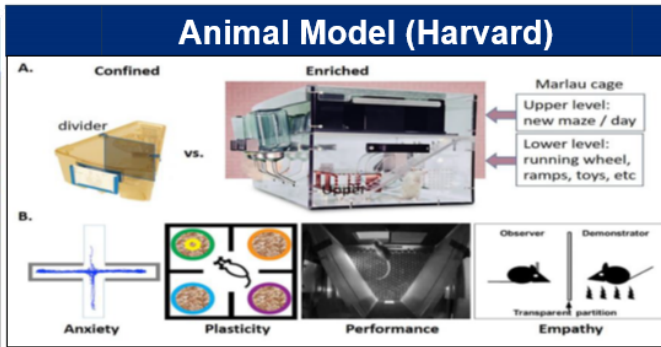 Animal Model (Harvard)
A.
Confined
Enriched
Marlau cage
divider
vs.
Upper level:
new maze / day
Lower level:
running wheel,
ramps, toys, etc
Upper
B.
Observer
Demonstrator
Transparent partition
Anxiety
Plasticity
Performance
Empathy